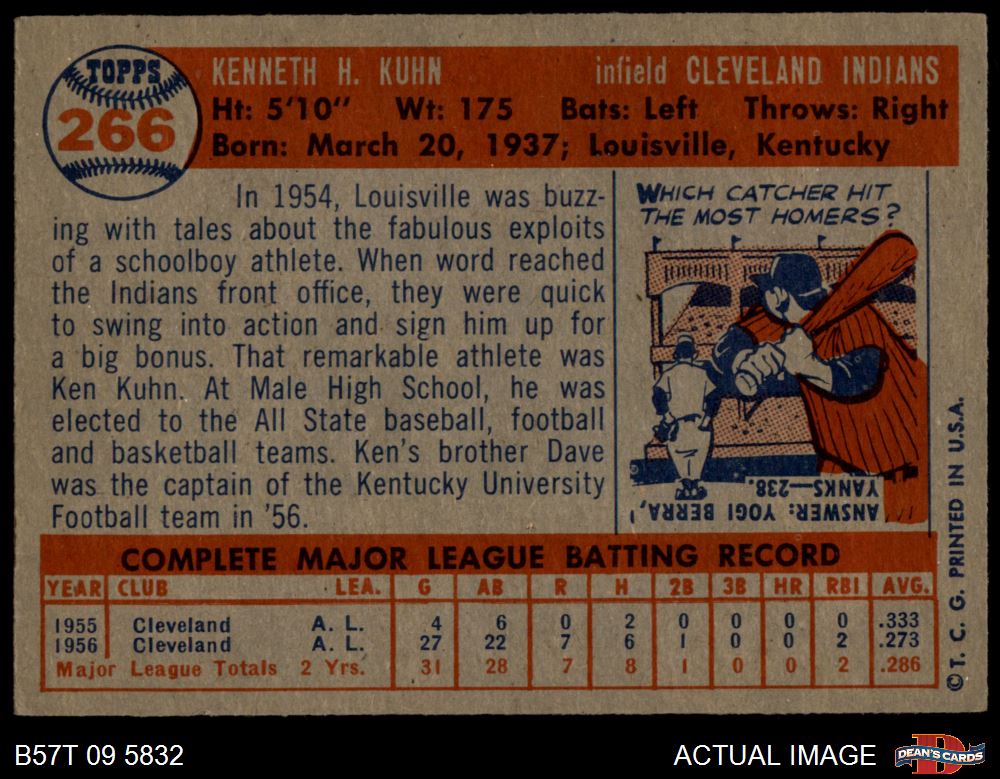 TOPPS
266
KENNETH H. KUHN infield CLEVELAND INDIANS
Ht: 5'10" Wt: 175 Bats: Left Throws: Right
Born: March 20, 1937; Louisville, Kentucky
In 1954, Louisville was buzz-
ing with tales about the fabulous exploits
of a schoolboy athlete. When word reached
the Indians front office, they were quick
to swing into action and sign him up for
a big bonus. That remarkable athlete was
Ken Kuhn. At Male High School, he was
elected to the All State baseball, football
and basketball teams. Ken's brother Dave
was the captain of the Kentucky University
Football team in '56.
WHICH CATCHER HIT
THE MOST HOMERS?
ANSWER: YOGI BERRA,
YANKS—238.
COMPLETE MAJOR LEAGUE BATTING RECORD
YEAR CLUB LEA. G AB R H 2B 3B HR RBI AVG.
1955 Cleveland A. L. 4 6 0 2 0 0 0 0 .333
1956 Cleveland A. L. 27 22 7 6 1 0 0 2 .273
Major League Totals 2 Yrs. 31 28 7 8 1 0 0 2 .286
© T. C. G. PRINTED IN U.S.A.
B57T 09 5832 ACTUAL IMAGE
DEAN'S CARDS